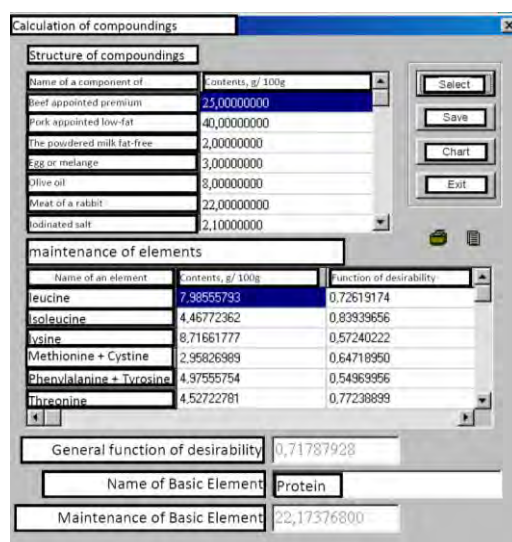 Calculation of compoundings
Structure of compoundings
Name of a component of Contents, g/ 100g
Beef appointed premium 25,00000000
Pork appointed low-fat 40,00000000
The powdered milk fat-free 2,00000000
Egg or melange 3,00000000
Olive oil 8,00000000
Meat of a rabbit 22,00000000
Iodinated salt 2,10000000
Select
Save
Chart
Exit
maintenance of elements
Name of an element Contents, g/ 100g Function of desirability
leucine 7,98555793 0,72619174
Isoleucine 4,46772362 0,83939656
lysine 8,71661777 0,57240222
Methionine + Cystine 2,95826989 0,64718950
Phenylalanine + Tyrosine 4,97555754 0,54969956
Threonine 4,52722781 0,77238899
General function of desirability 0,71787928
Name of Basic Element Protein
Maintenance of Basic Element 22,17376800